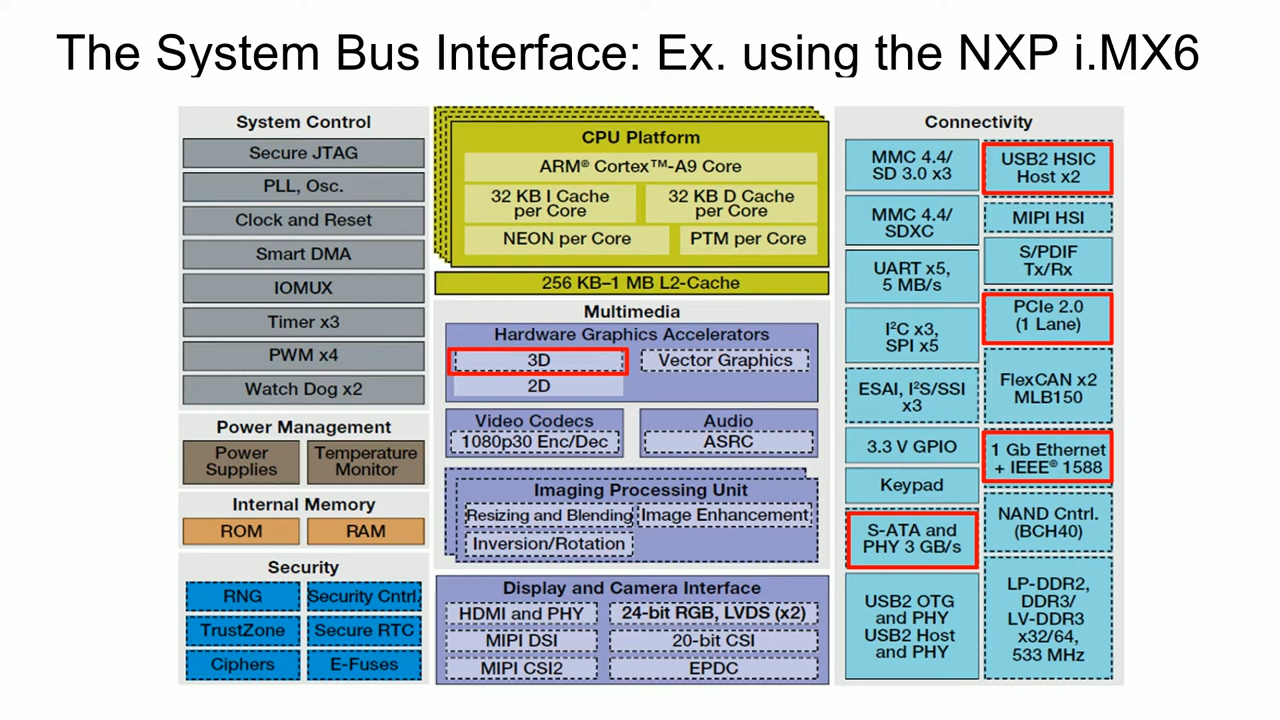 The System Bus Interface: Ex. using the NXP i.MX6
System Control
Secure JTAG
PLL, Osc.
Clock and Reset
Smart DMA
IOMUX
Timer x3
PWM x4
Watch Dog x2
Power Management
Power
Supplies
Temperature
Monitor
Internal Memory
ROM
RAM
Security
RNG
Security Cntrl.
TrustZone
Secure RTC
Ciphers
E-Fuses
CPU Platform
ARM® Cortex™-A9 Core
32 KB I Cache
per Core
32 KB D Cache
per Core
NEON per Core
PTM per Core
256 KB–1 MB L2-Cache
Multimedia
Hardware Graphics Accelerators
3D
Vector Graphics
2D
Video Codecs
1080p30 Enc/Dec
Audio
ASRC
Imaging Processing Unit
Resizing and Blending
Image Enhancement
Inversion/Rotation
Display and Camera Interface
HDMI and PHY
24-bit RGB, LVDS (x2)
MIPI DSI
20-bit CSI
MIPI CSI2
EPDC
Connectivity
MMC 4.4/
SD 3.0 x3
MMC 4.4/
SDXC
UART x5,
5 MB/s
I²C x3,
SPI x5
ESAI, I²S/SSI
x3
3.3 V GPIO
Keypad
S-ATA and
PHY 3 GB/s
USB2 OTG
and PHY
USB2 Host
and PHY
USB2 HSIC
Host x2
MIPI HSI
S/PDIF
Tx/Rx
PCIe 2.0
(1 Lane)
FlexCAN x2
MLB150
1 Gb Ethernet
+ IEEE® 1588
NAND Cntrl.
(BCH40)
LP-DDR2,
DDR3/
LV-DDR3
x32/64,
533 MHz